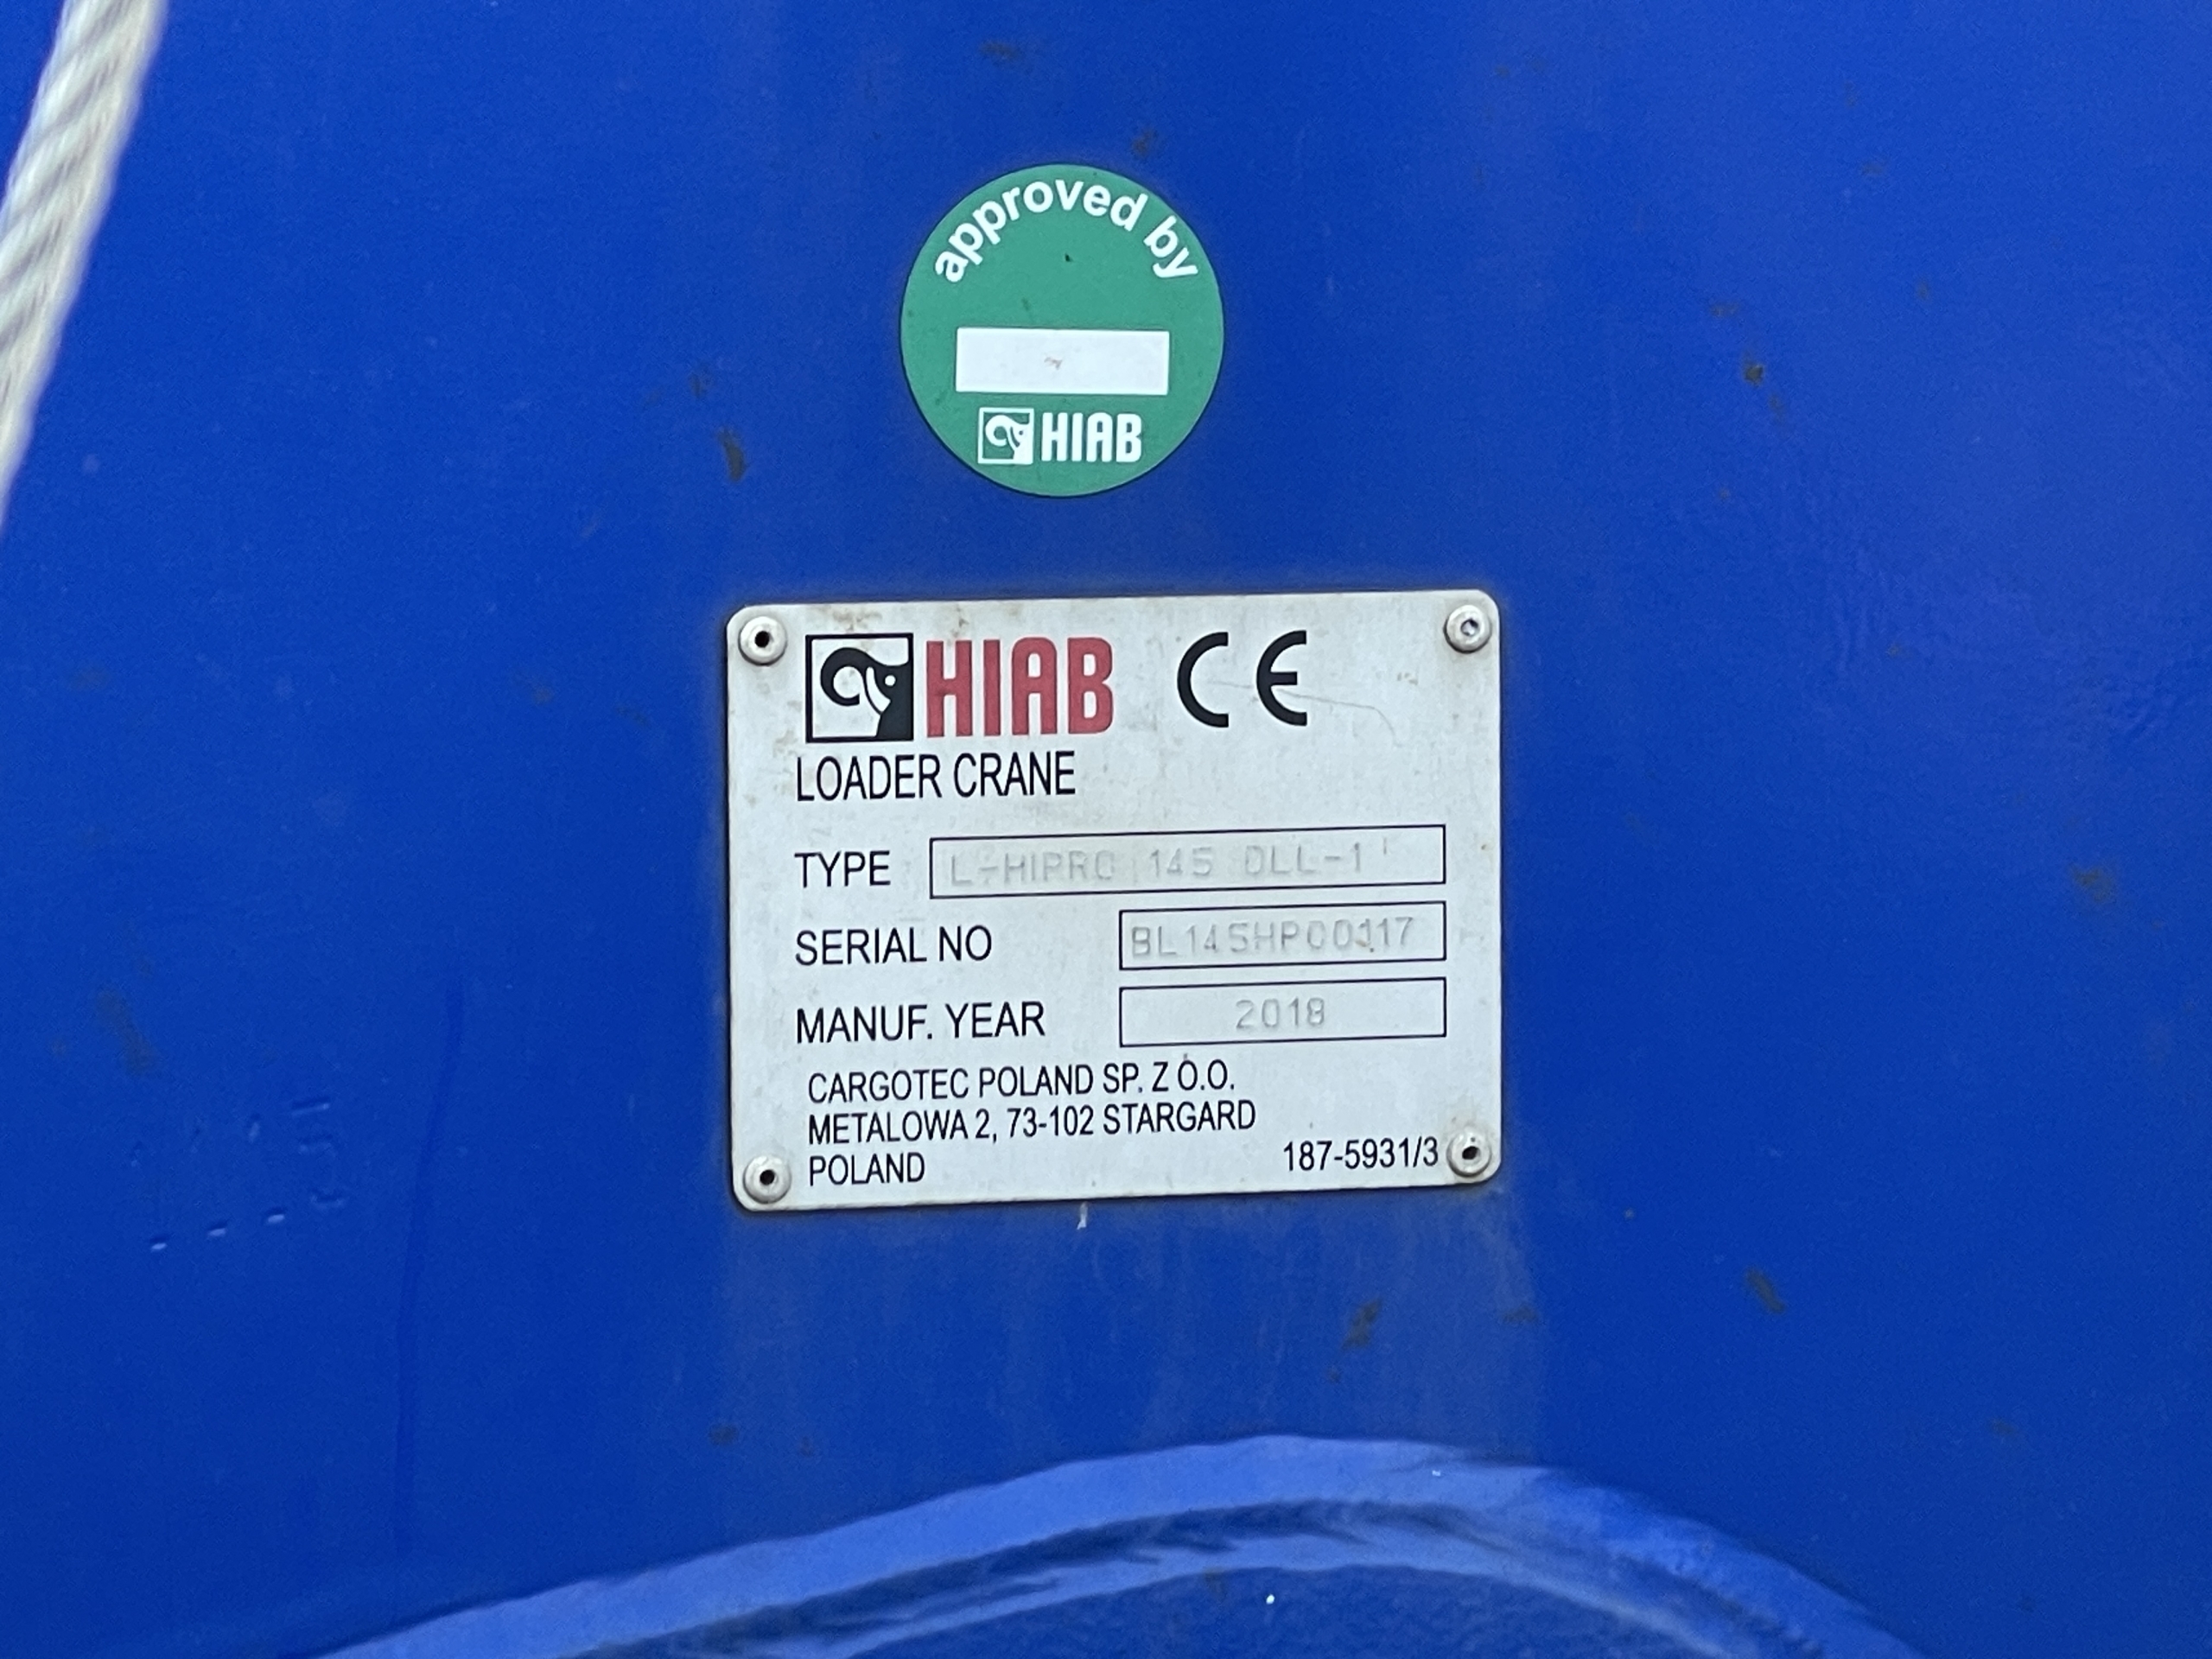 approved by
HIAB
HIAB CE
LOADER CRANE
TYPE L-HIPRO 145 DLL-1
SERIAL NO BL145HP00117
MANUF. YEAR 2018
CARGOTEC POLAND SP. Z O.O.
METALOWA 2, 73-102 STARGARD
POLAND 187-5931/3